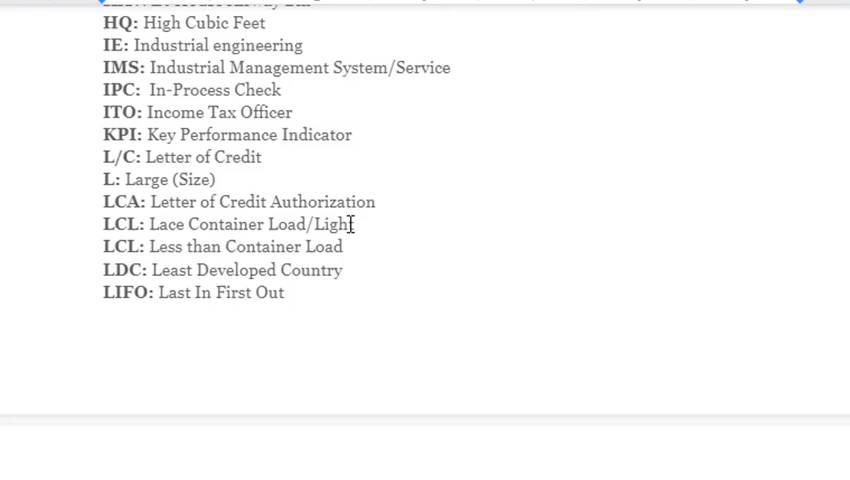 HQ: High Cubic Feet
IE: Industrial engineering
IMS: Industrial Management System/Service
IPC: In-Process Check
ITO: Income Tax Officer
KPI: Key Performance Indicator
L/C: Letter of Credit
L: Large (Size)
LCA: Letter of Credit Authorization
LCL: Lace Container Load/Light
LCL: Less than Container Load
LDC: Least Developed Country
LIFO: Last In First Out